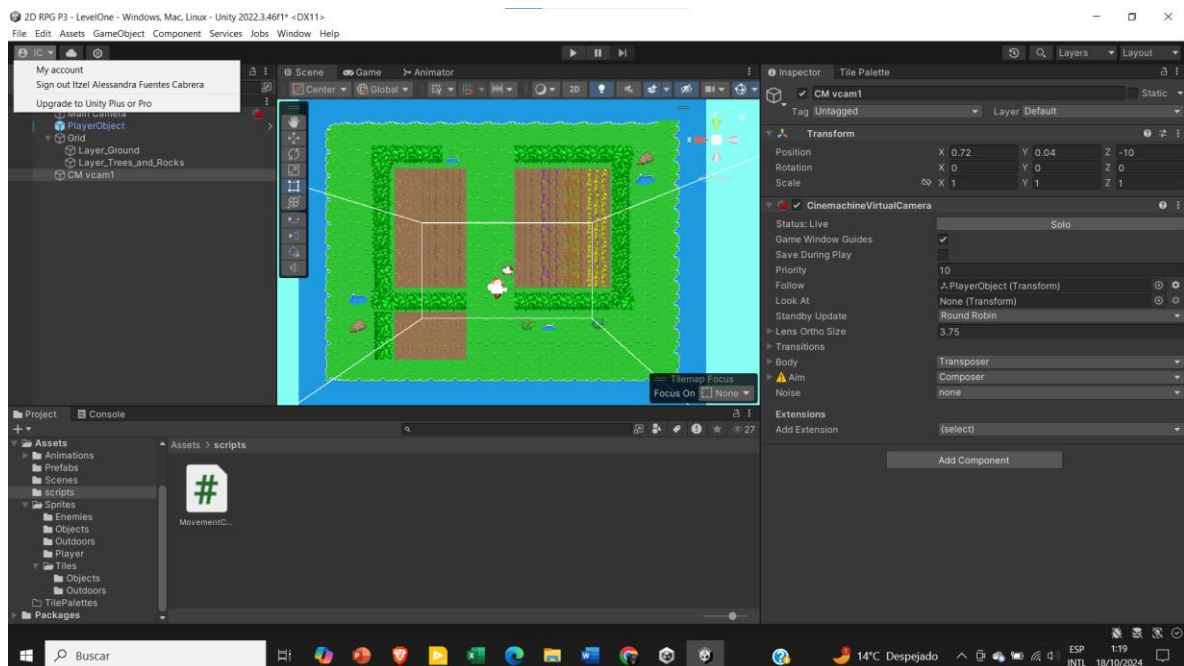 2D RPG P3 - LevelOne - Windows, Mac, Linux - Unity 2022.3.46f1* <DX11>
File Edit Assets GameObject Component Services Jobs Window Help
IC
Layers
Layout
My account
Sign out Itzel Alessandra Fuentes Cabrera
Upgrade to Unity Plus or Pro
Main Camera
PlayerObject
Grid
Layer_Ground
Layer_Trees_and_Rocks
CM vcam1
Scene Game Animator
Center Global 2D
Tilemap Focus
Focus On None
Inspector Tile Palette
CM vcam1 Static
Tag Untagged Layer Default
Transform
Position X 0.72 Y 0.04 Z -10
Rotation X 0 Y 0 Z 0
Scale X 1 Y 1 Z 1
CinemachineVirtualCamera
Status: Live Solo
Game Window Guides
Save During Play
Priority 10
Follow PlayerObject (Transform)
Look At None (Transform)
Standby Update Round Robin
Lens Ortho Size 3.75
Transitions
Body Transposer
Aim Composer
Noise none
Extensions
Add Extension (select)
Add Component
Project Console
27
Assets
Animations
Prefabs
Scenes
scripts
Sprites
Enemies
Objects
Outdoors
Player
Tiles
Objects
Outdoors
TilePalettes
Packages
Assets > scripts
#
MovementC...
Buscar
14°C Despejado
ESP
INTL
1:19
18/10/2024